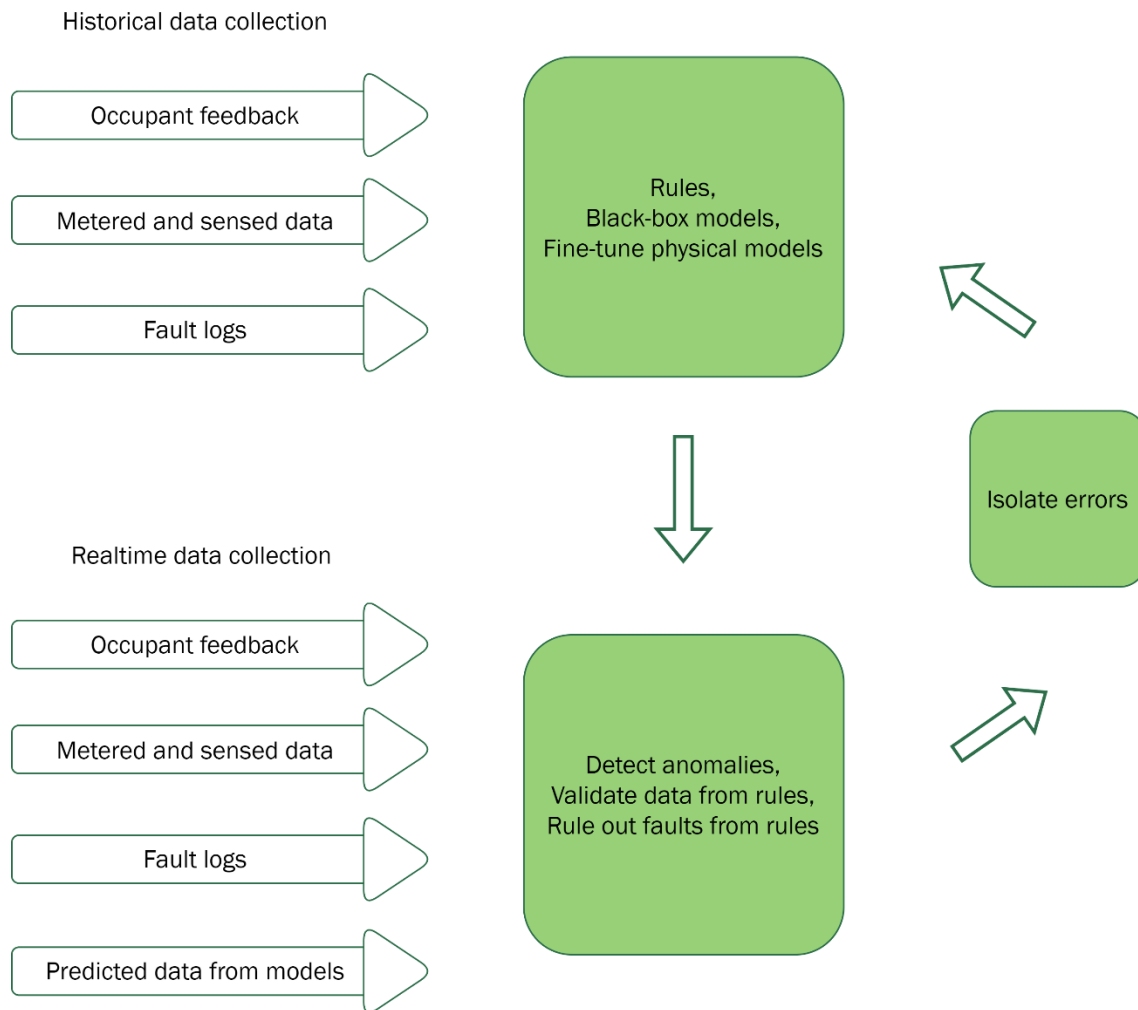 Historical data collection
Occupant feedback
Metered and sensed data
Fault logs
Rules,
Black-box models,
Fine-tune physical models
Isolate errors
Realtime data collection
Occupant feedback
Metered and sensed data
Fault logs
Predicted data from models
Detect anomalies,
Validate data from rules,
Rule out faults from rules